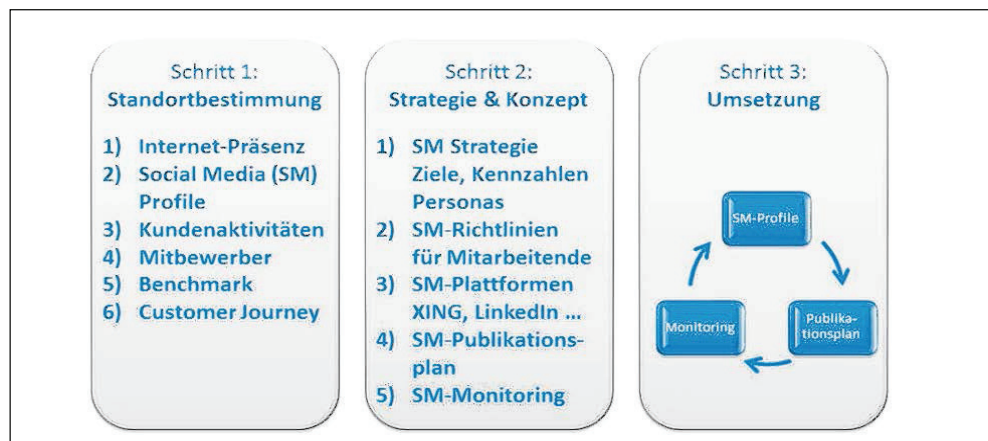 Schritt 1:
Standortbestimmung
1) Internet-Präsenz
2) Social Media (SM)
Profile
3) Kundenaktivitäten
4) Mitbewerber
5) Benchmark
6) Customer Journey
Schritt 2:
Strategie & Konzept
1) SM Strategie
Ziele, Kennzahlen
Personas
2) SM-Richtlinien
für Mitarbeitende
3) SM-Plattformen
XING, LinkedIn ...
4) SM-Publikations-
plan
5) SM-Monitoring
Schritt 3:
Umsetzung
SM-Profile
Publika-
tionsplan
Monitoring